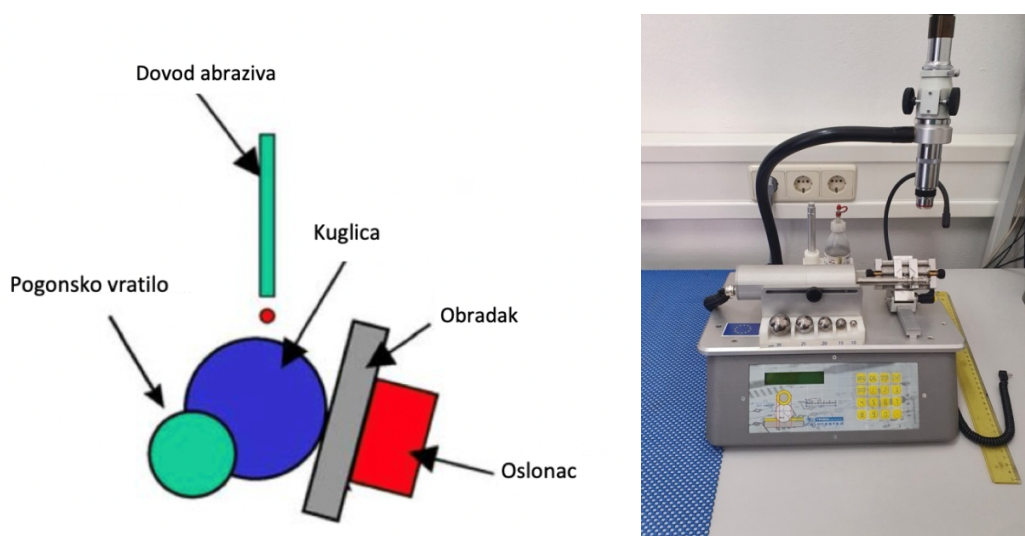 Dovod abraziva
Kuglica
Pogonsko vratilo
Obradak
Oslonac